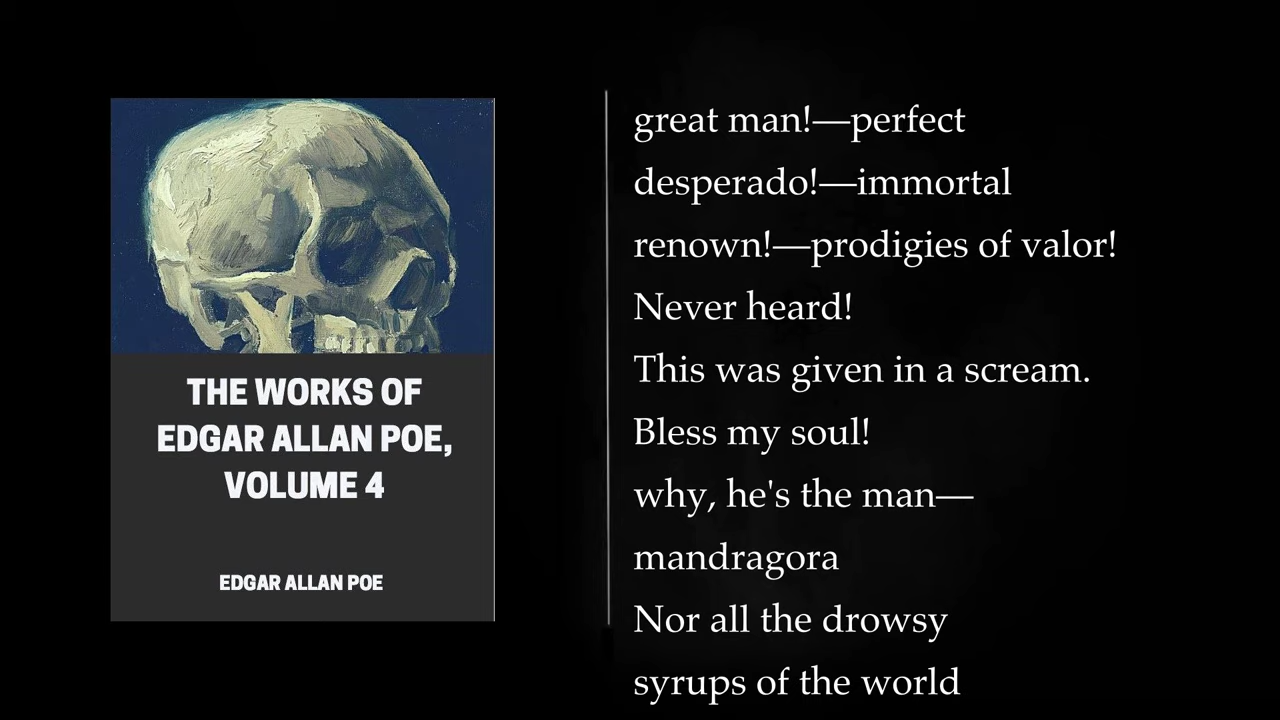 THE WORKS OF
EDGAR ALLAN POE,
VOLUME 4
EDGAR ALLAN POE
great man!—perfect
desperado!—immortal
renown!—prodigies of valor!
Never heard!
This was given in a scream.
Bless my soul!
why, he's the man—
mandragora
Nor all the drowsy
syrups of the world